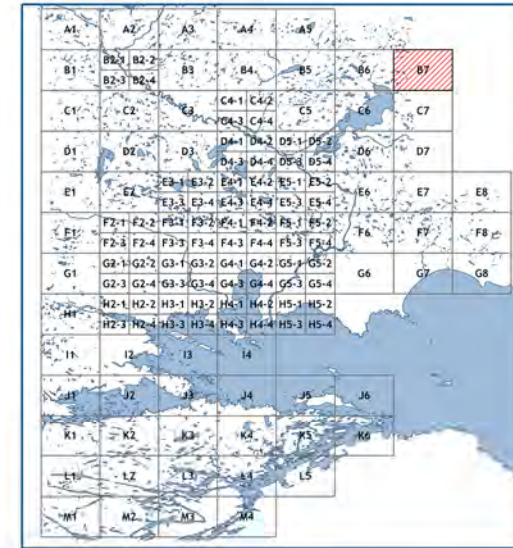 A1 A2 A3 A4 A5
B1 B2-1 B2-2 B3 B4 B5 B6 B7
B2-3 B2-4
C1 C2 C3 C4-1 C4-2 C5 C6 C7
C4-3 C4-4
D1 D2 D3 D4-1 D4-2 D5-1 D5-2 D6 D7
D4-3 D4-4 D5-3 D5-4
E1 E2 E3-1 E3-2 E4-1 E4-2 E5-1 E5-2 E6 E7 E8
E3-3 E3-4 E4-3 E4-4 E5-3 E5-4
F1 F2-1 F2-2 F3-1 F3-2 F4-1 F4-2 F5-1 F5-2 F6 F7 F8
F2-3 F2-4 F3-3 F3-4 F4-3 F4-4 F5-3 F5-4
G1 G2-1 G2-2 G3-1 G3-2 G4-1 G4-2 G5-1 G5-2 G6 G7 G8
G2-3 G2-4 G3-3 G3-4 G4-3 G4-4 G5-3 G5-4
H1 H2-1 H2-2 H3-1 H3-2 H4-1 H4-2 H5-1 H5-2
H2-3 H2-4 H3-3 H3-4 H4-3 H4-4 H5-3 H5-4
I1 I2 I3 I4
J1 J2 J3 J4 J5 J6
K1 K2 K3 K4 K5 K6
L1 L2 L3 L4 L5
M1 M2 M3 M4